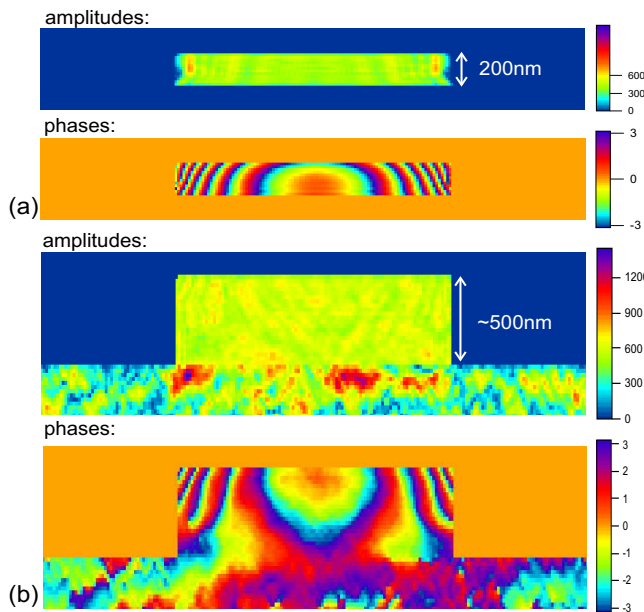 amplitudes:
200nm
600
300
0
phases:
3
0
-3
(a)
amplitudes:
~500nm
1200
900
600
300
0
phases:
3
2
1
0
-1
-2
-3
(b)